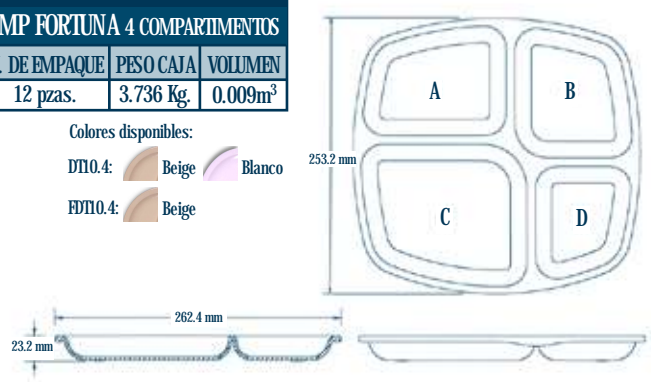 MP FORTUNA 4 COMPARTIMENTOS
. DE EMPAQUE PESO CAJA VOLUMEN
12 pzas. 3.736 Kg. 0.009m³
Colores disponibles:
DT10.4: Beige Blanco
FDT10.4: Beige
A B
253.2 mm
C D
262.4 mm
23.2 mm